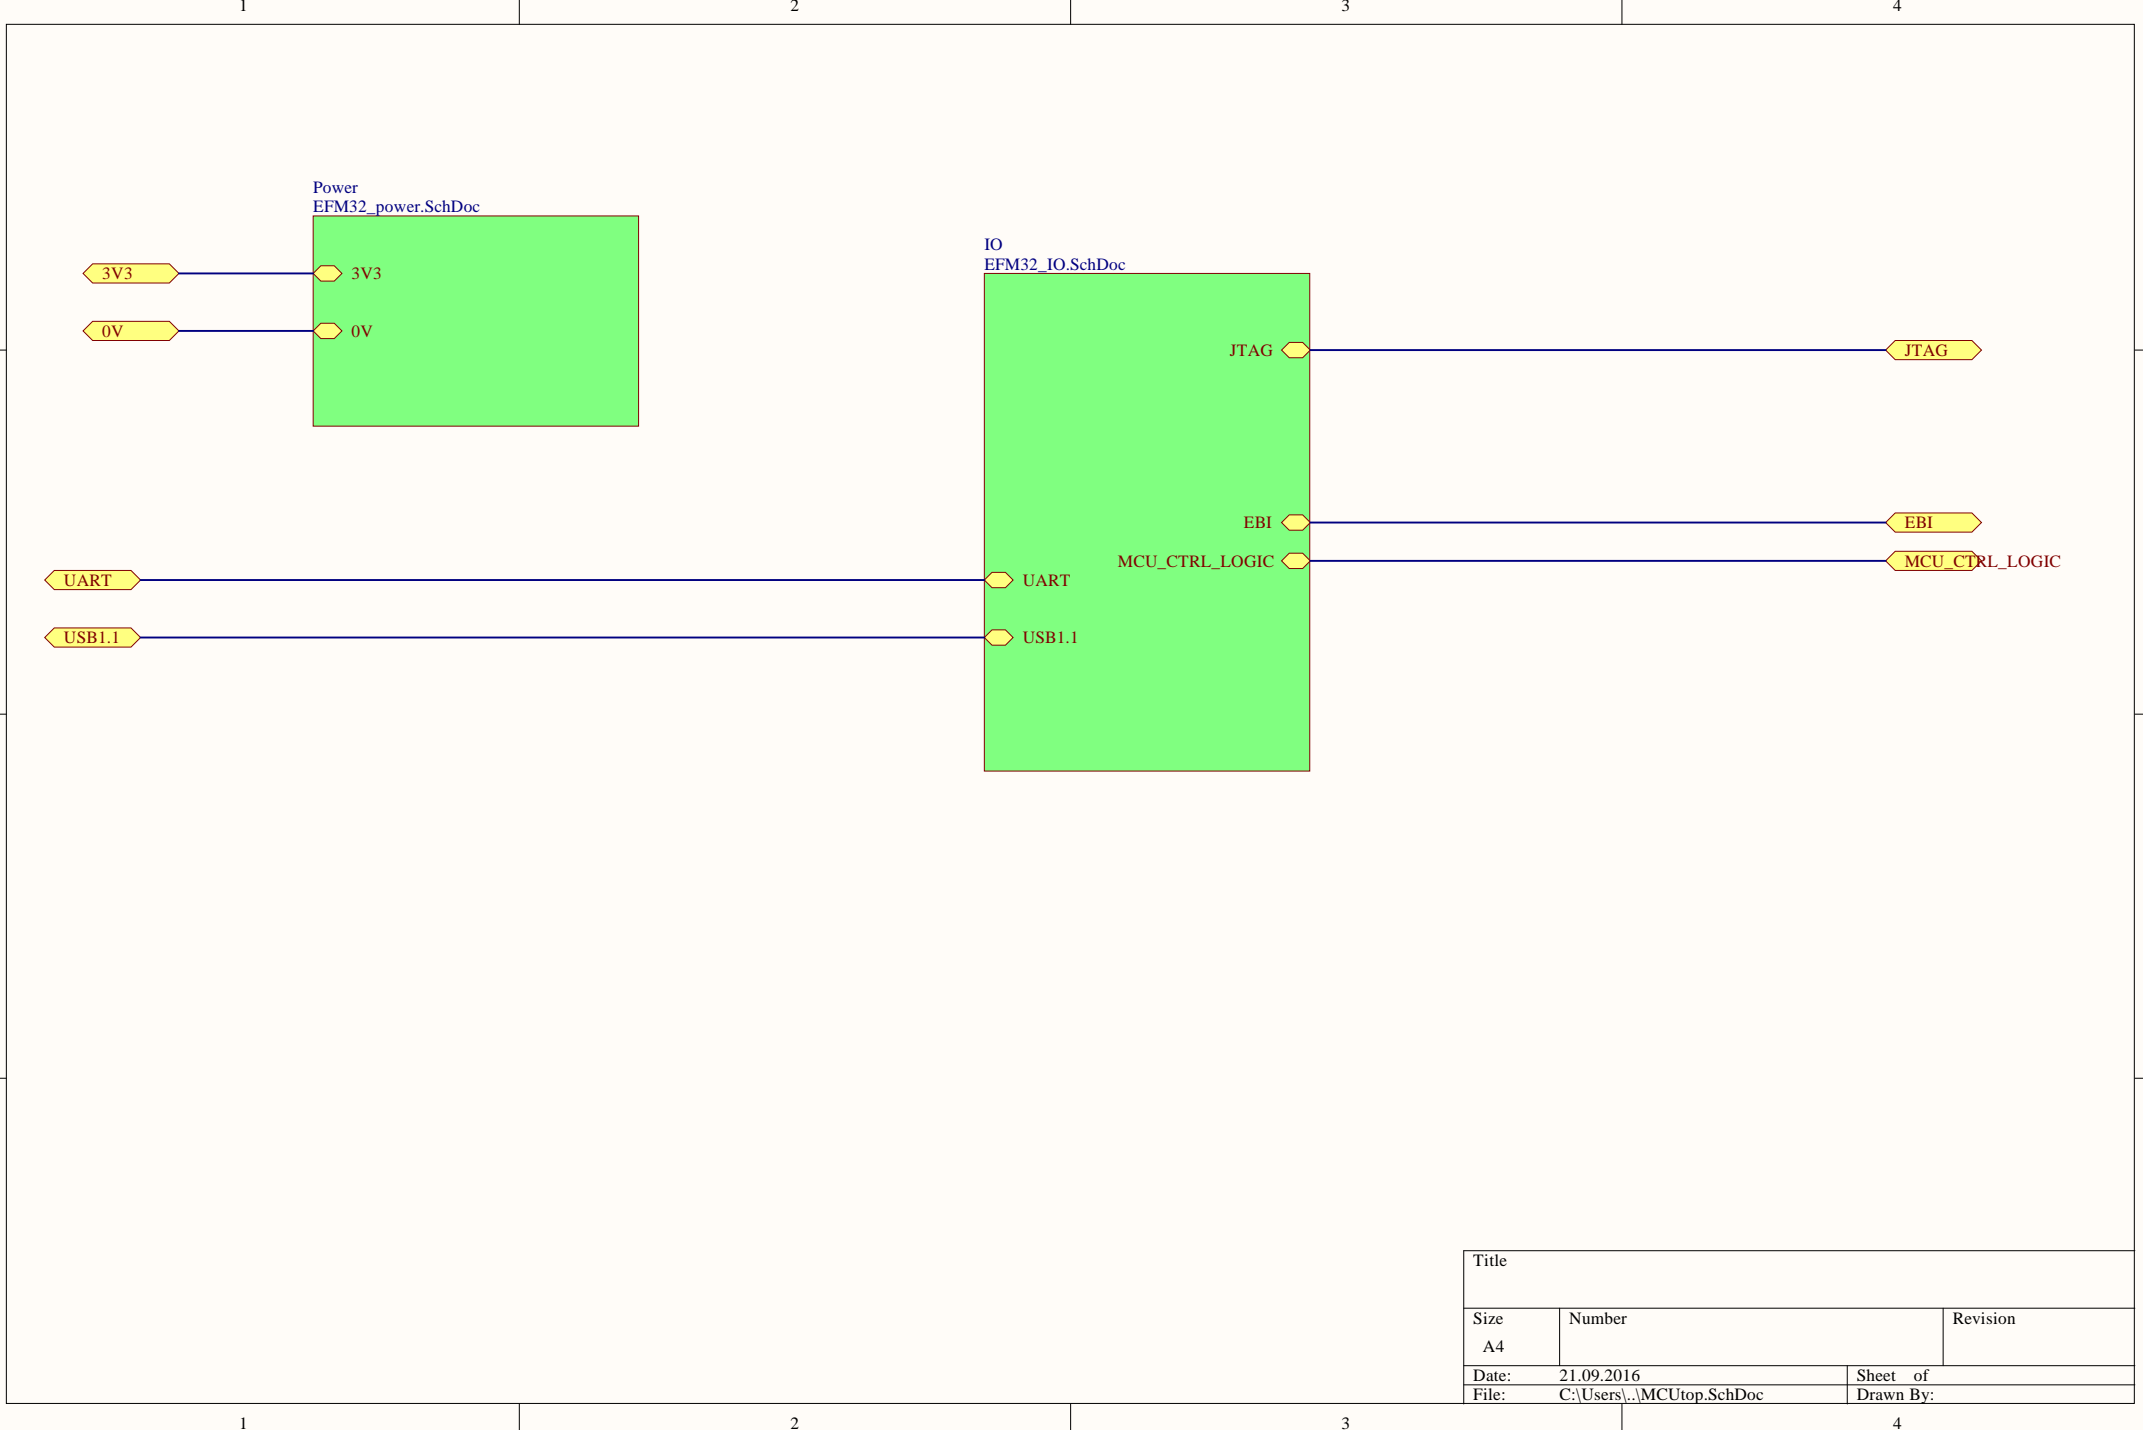 1 2 3 4
Power
EFM32_power.SchDoc
3V3 3V3
0V 0V
IO
EFM32_IO.SchDoc
JTAG JTAG
EBI EBI
MCU_CTRL_LOGIC MCU_CTRL_LOGIC
UART UART
USB1.1 USB1.1
Title
Size Number Revision
A4
Date: 21.09.2016 Sheet of
File: C:\Users\..\MCUtop.SchDoc Drawn By:
1 2 3 4